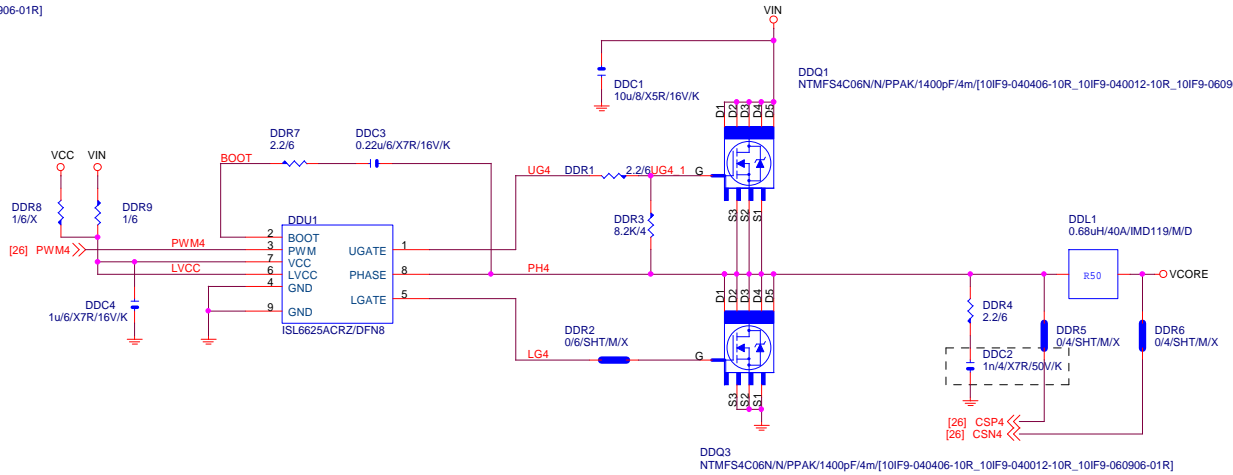 906-01R]
VIN
DDC1
10u/8/X5R/16V/K
DDQ1
NTMFS4C06N/N/PPAK/1400pF/4m/[10IF9-040406-10R_10IF9-040012-10R_10IF9-0609
D1 D2 D3 D4 D5
G
S3 S2 S1
DDR7
2.2/6
DDC3
0.22u/6/X7R/16V/K
BOOT
UG4
DDR1
2.2/6
UG4_1
DDR3
8.2K/4
VCC
VIN
DDR8
1/6/X
DDR9
1/6
[26] PWM4
PWM4
LVCC
DDU1
2 BOOT
3 PWM
7 VCC
6 LVCC
4 GND
9 GND
UGATE 1
PHASE 8
LGATE 5
ISL6625ACRZ/DFN8
DDC4
1u/6/X7R/16V/K
PH4
DDL1
0.68uH/40A/IMD119/M/D
R50
VCORE
DDR2
0/6/SHT/M/X
LG4
D1 D2 D3 D4 D5
G
S3 S2 S1
DDR4
2.2/6
DDC2
1n/4/X7R/50V/K
DDR5
0/4/SHT/M/X
DDR6
0/4/SHT/M/X
[26] CSP4
[26] CSN4
DDQ3
NTMFS4C06N/N/PPAK/1400pF/4m/[10IF9-040406-10R_10IF9-040012-10R_10IF9-060906-01R]